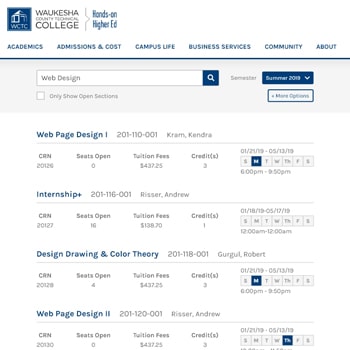 WAUKESHA
COUNTY TECHNICAL
COLLEGE
WCTC
Hands-on
Higher Ed
ACADEMICS ADMISSIONS & COST CAMPUS LIFE BUSINESS SERVICES COMMUNITY ABOUT
Web Design
Semester Summer 2019
Only Show Open Sections
+ More Options
Web Page Design I 201-110-001 Kram, Kendra
01/21/19 - 05/13/19
CRN Seats Open Tuition Fees Credit(s)
S M T W Th F S
20126 0 $437.25 3
6:00pm - 9:50pm
Internship+ 201-116-001 Risser, Andrew
01/18/19-05/17/19
CRN Seats Open Tuition Fees Credit(s)
S M T W Th F S
20127 16 $138.70 1
12:00am-12:00am
Design Drawing & Color Theory 201-118-001 Gurgul, Robert
01/21/19 - 05/13/19
CRN Seats Open Tuition Fees Credit(s)
S M T W Th F S
20128 4 $437.25 3
6:00pm - 9:50pm
Web Page Design II 201-120-001 Risser, Andrew
01/21/19 - 05/13/19
CRN Seats Open Tuition Fees Credit(s)
S M T W Th F S
20130 0 $437.25 3